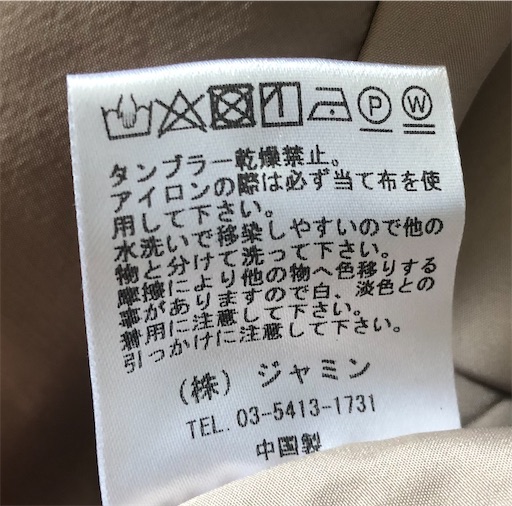 P W
タンブラー乾燥禁止。
アイロンの際は必ず当て布を使
用して下さい。
水洗いで移染しやすいので他の
物と分けて洗って下さい。
摩擦により他の物へ色移りする
事がありますので白、淡色との
着用に注意して下さい。
引っかけに注意して下さい。
(株) ジャミン
TEL. 03-5413-1731
中国製